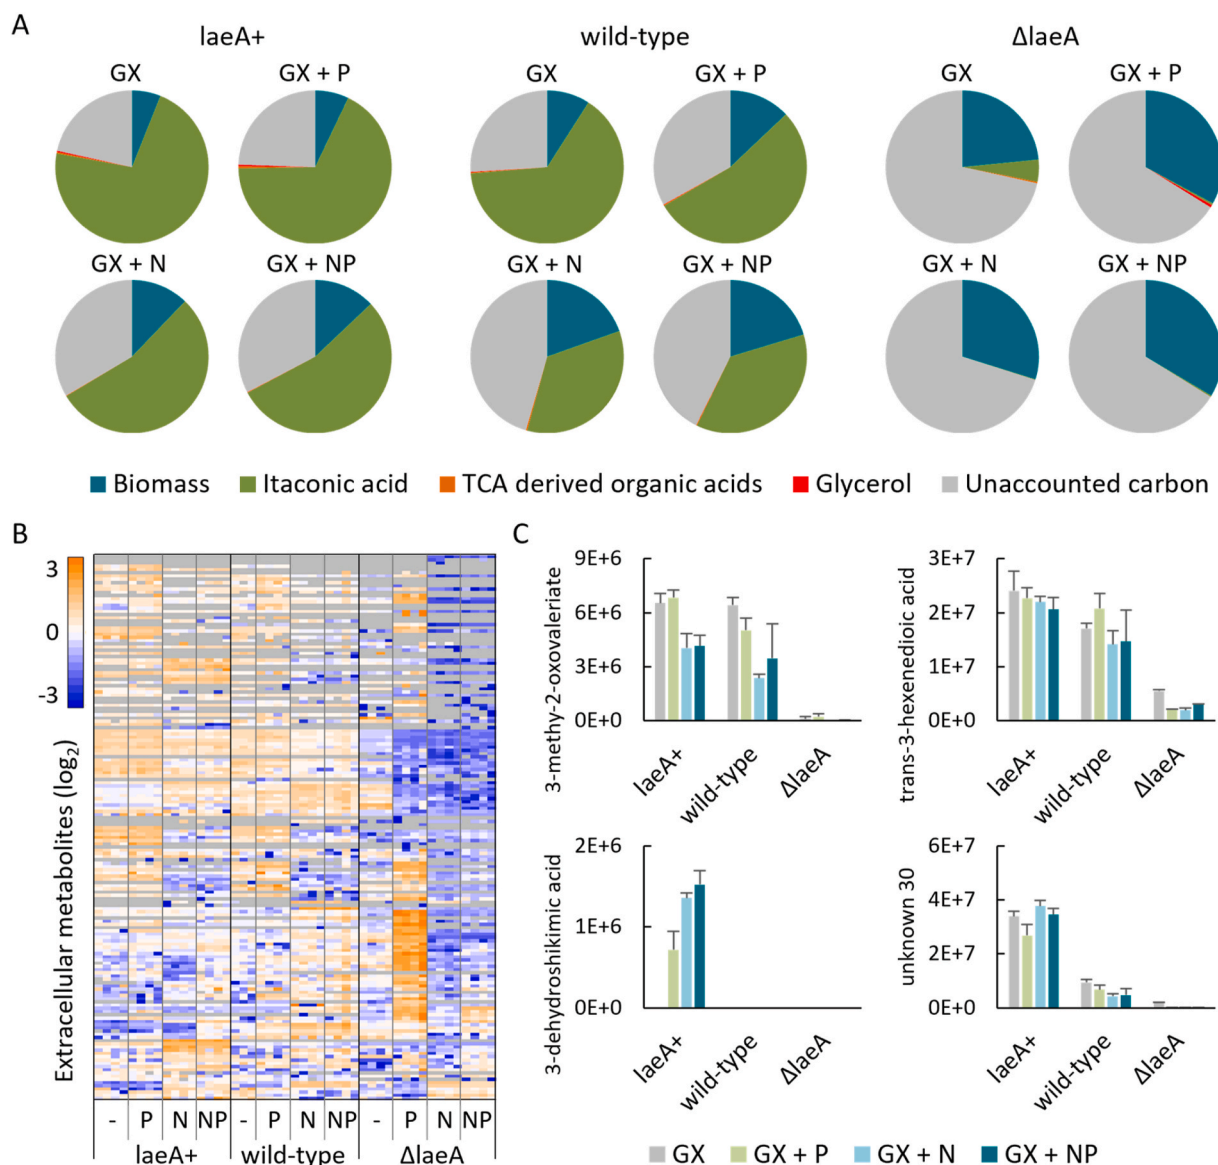 A
laeA+ wild-type ΔlaeA
GX GX + P GX GX + P GX GX + P
GX + N GX + NP GX + N GX + NP GX + N GX + NP
Biomass Itaconic acid TCA derived organic acids Glycerol Unaccounted carbon
B
3
0
-3
Extracellular metabolites (log2)
- P N NP - P N NP - P N NP
laeA+ wild-type ΔlaeA
C
3-methy-2-oxovaleriate
9E+6
6E+6
3E+6
0E+0
laeA+ wild-type ΔlaeA
trans-3-hexenedioic acid
3E+7
2E+7
1E+7
0E+0
laeA+ wild-type ΔlaeA
3-dehydroshikimic acid
2E+6
1E+6
0E+0
laeA+ wild-type ΔlaeA
unknown 30
6E+7
4E+7
2E+7
0E+0
laeA+ wild-type ΔlaeA
GX GX + P GX + N GX + NP